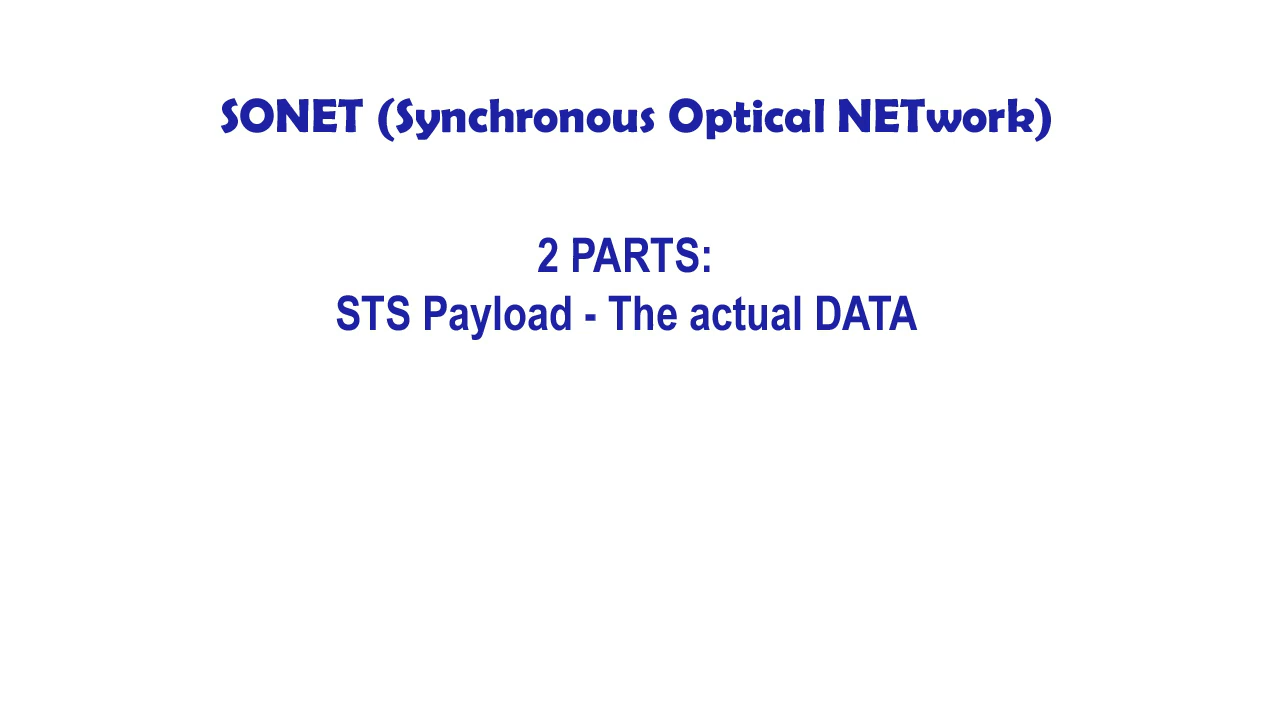 SONET (Synchronous Optical NETwork)
2 PARTS:
STS Payload - The actual DATA